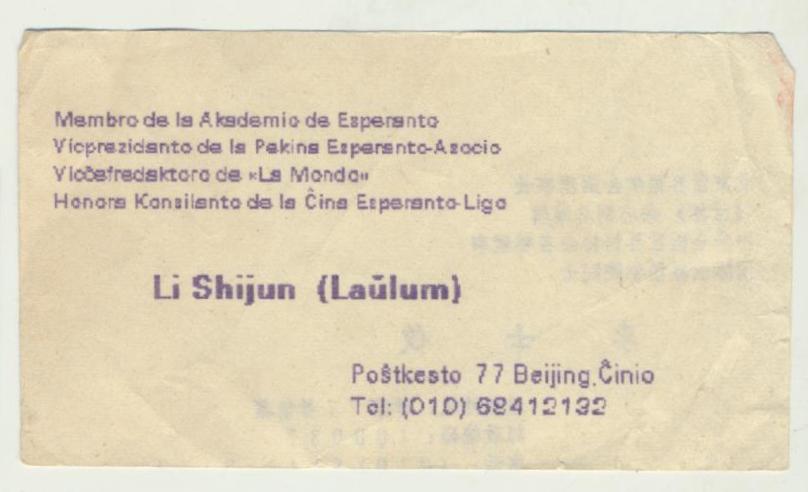 Membro de la Akademio de Esperanto
Vicprezidanto de la Pekina Esperanto-Asocio
Vicĉefredaktoro de «La Mondo»
Honora Konsilanto de la Ĉina Esperanto-Ligo
Li Shijun (Laŭlum)
Poŝtkesto 77 Beijing,Ĉinio
Tel: (010) 68412132